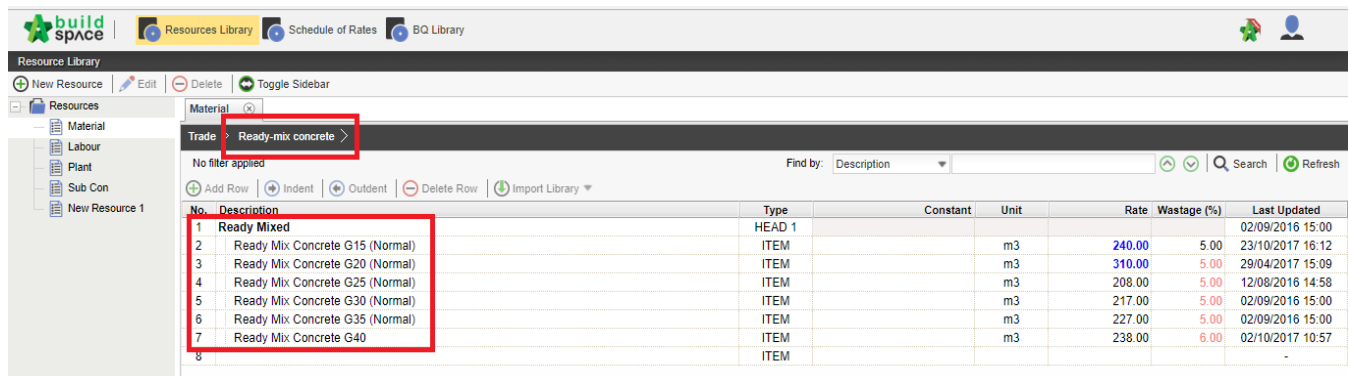 build space Resources Library Schedule of Rates BQ Library
Resource Library
New Resource Edit Delete Toggle Sidebar
Resources
Material
Labour
Plant
Sub Con
New Resource 1
Material
Trade > Ready-mix concrete >
No filter applied Find by: Description Search Refresh
Add Row Indent Outdent Delete Row Import Library
No. Description Type Constant Unit Rate Wastage (%) Last Updated
1 Ready Mixed HEAD 1 02/09/2016 15:00
2 Ready Mix Concrete G15 (Normal) ITEM m3 240.00 5.00 23/10/2017 16:12
3 Ready Mix Concrete G20 (Normal) ITEM m3 310.00 5.00 29/04/2017 15:09
4 Ready Mix Concrete G25 (Normal) ITEM m3 208.00 5.00 12/08/2016 14:58
5 Ready Mix Concrete G30 (Normal) ITEM m3 217.00 5.00 02/09/2016 15:00
6 Ready Mix Concrete G35 (Normal) ITEM m3 227.00 5.00 02/09/2016 15:00
7 Ready Mix Concrete G40 ITEM m3 238.00 6.00 02/10/2017 10:57
8 ITEM -